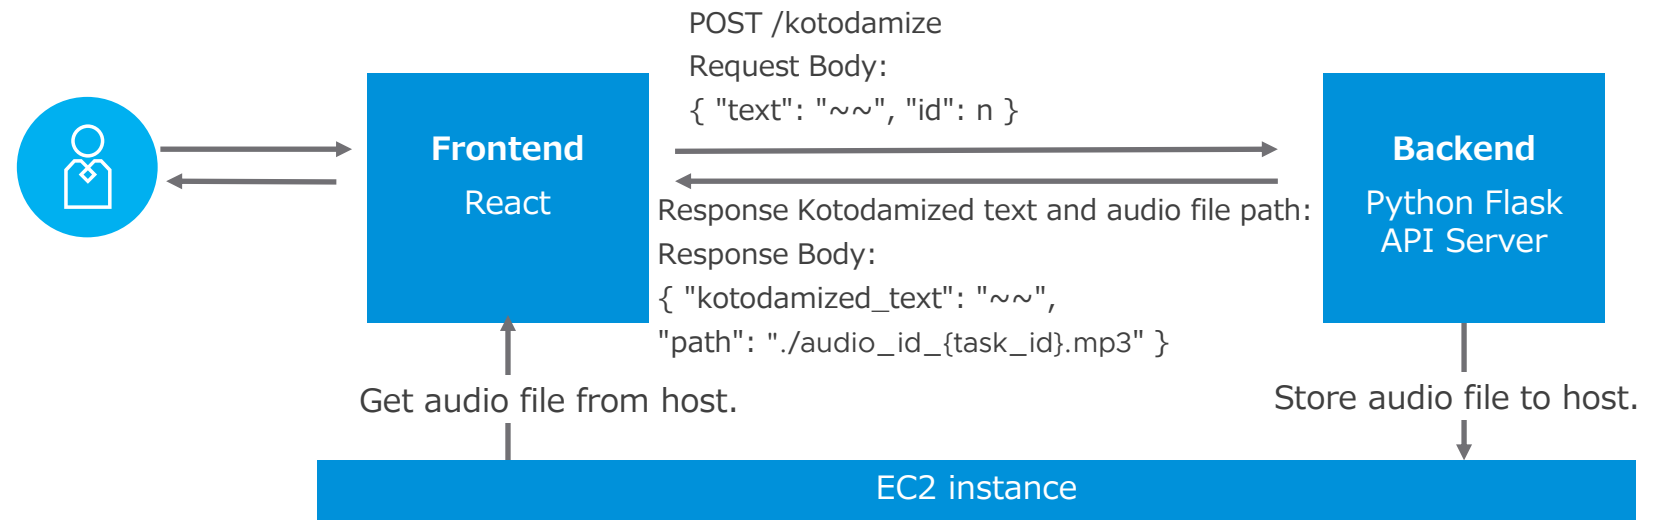 POST /kotodamize
Request Body:
{ "text": "~~", "id": n }
Frontend
React
Backend
Python Flask
API Server
Response Kotodamized text and audio file path:
Response Body:
{ "kotodamized_text": "~~",
"path": "./audio_id_{task_id}.mp3" }
Get audio file from host.
Store audio file to host.
EC2 instance